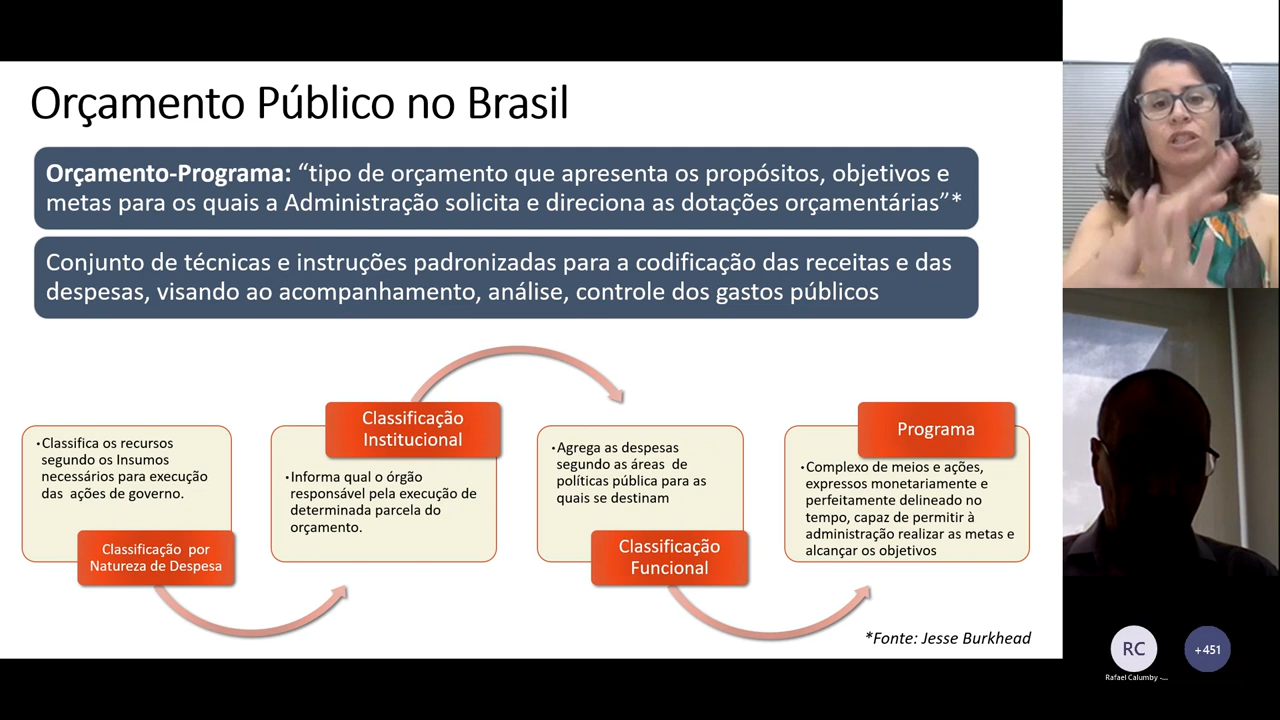 Orçamento Público no Brasil
Orçamento-Programa: “tipo de orçamento que apresenta os propósitos, objetivos e
metas para os quais a Administração solicita e direciona as dotações orçamentárias”*
Conjunto de técnicas e instruções padronizadas para a codificação das receitas e das
despesas, visando ao acompanhamento, análise, controle dos gastos públicos
•Classifica os recursos
segundo os Insumos
necessários para execução
das ações de governo.
Classificação por
Natureza de Despesa
Classificação
Institucional
•Informa qual o órgão
responsável pela execução de
determinada parcela do
orçamento.
•Agrega as despesas
segundo as áreas de
políticas pública para as
quais se destinam
Classificação
Funcional
Programa
•Complexo de meios e ações,
expressos monetariamente e
perfeitamente delineado no
tempo, capaz de permitir à
administração realizar as metas e
alcançar os objetivos
*Fonte: Jesse Burkhead
RC
+451
Rafael Calumby -...